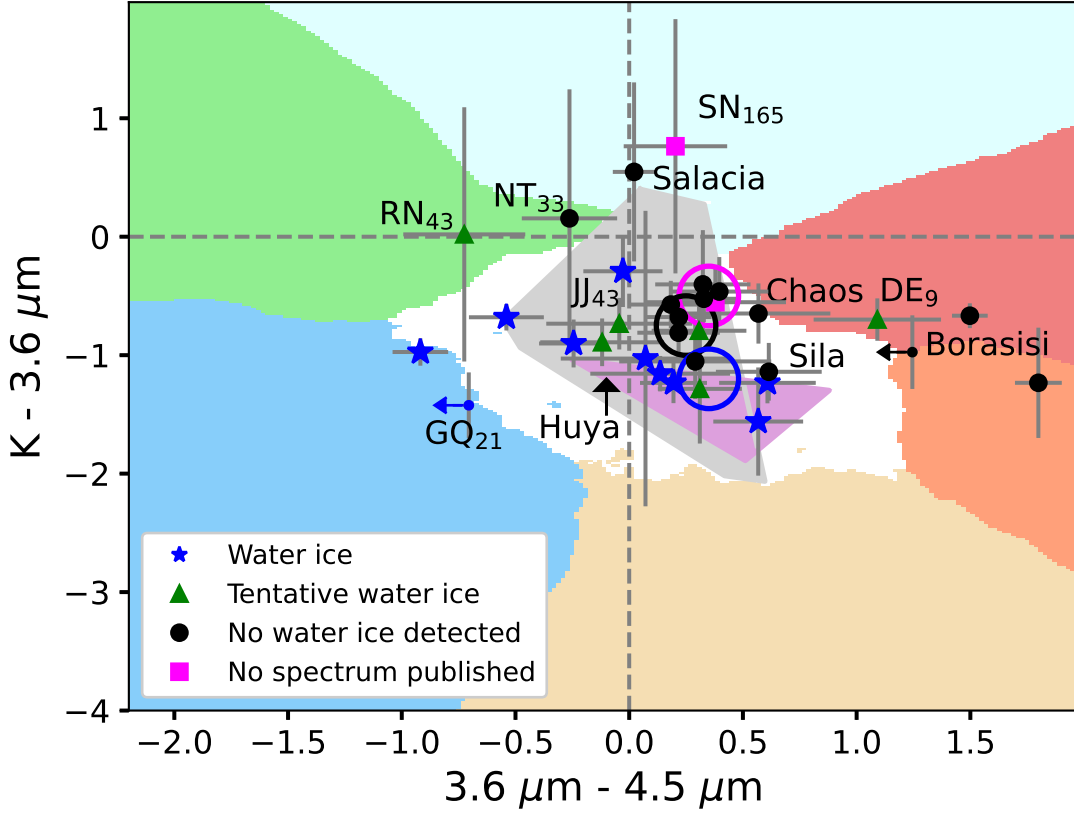 SN165
1
Salacia
NT33
RN43
0
K - 3.6 μm
JJ43
Chaos DE9
−1
Borasisi
Sila
Huya
GQ21
−2
Water ice
−3
Tentative water ice
No water ice detected
No spectrum published
−4
−2.0 −1.5 −1.0 −0.5 0.0 0.5 1.0 1.5
3.6 μm - 4.5 μm